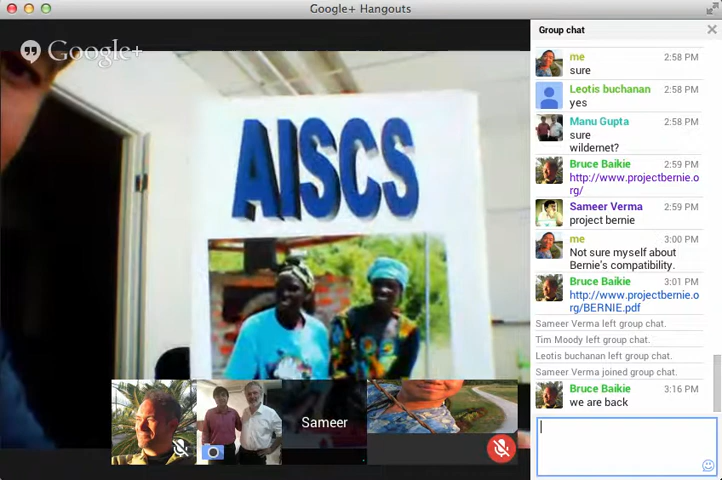 Google+ Hangouts
Google+
AISCS
Sameer
Group chat
me 2:58 PM
sure
Leotis buchanan 2:58 PM
yes
Manu Gupta 2:58 PM
sure
wildernet?
Bruce Baikie 2:59 PM
http://www.projectbernie.o
rg/
Sameer Verma 2:59 PM
project bernie
me 3:00 PM
Not sure myself about
Bernie's compatibility.
Bruce Baikie 3:01 PM
http://www.projectbernie.o
rg/BERNIE.pdf
Sameer Verma left group chat.
Tim Moody left group chat.
Leotis buchanan left group chat.
Sameer Verma joined group chat.
Bruce Baikie 3:16 PM
we are back